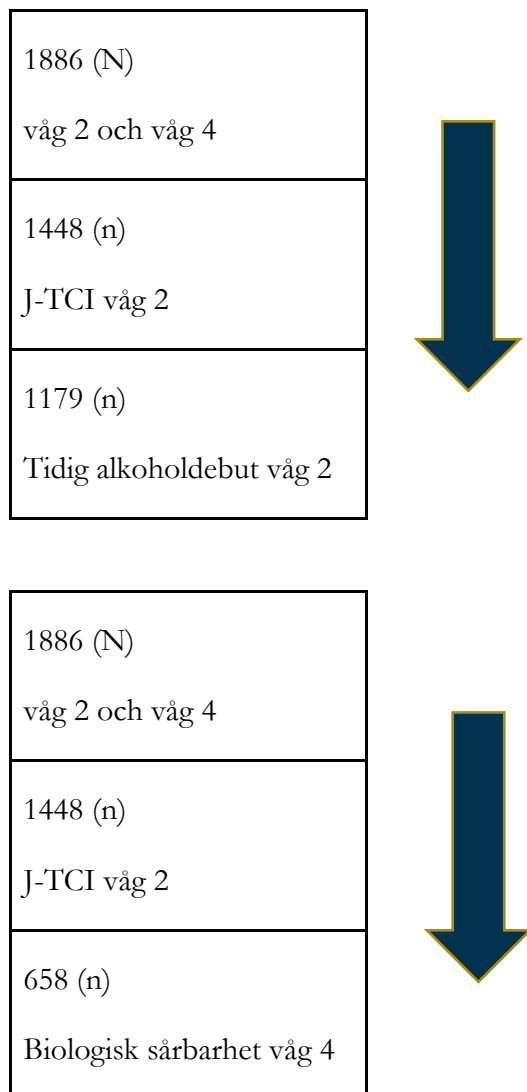 1886 (N)
våg 2 och våg 4
1448 (n)
J-TCI våg 2
1179 (n)
Tidig alkoholdebut våg 2
1886 (N)
våg 2 och våg 4
1448 (n)
J-TCI våg 2
658 (n)
Biologisk sårbarhet våg 4